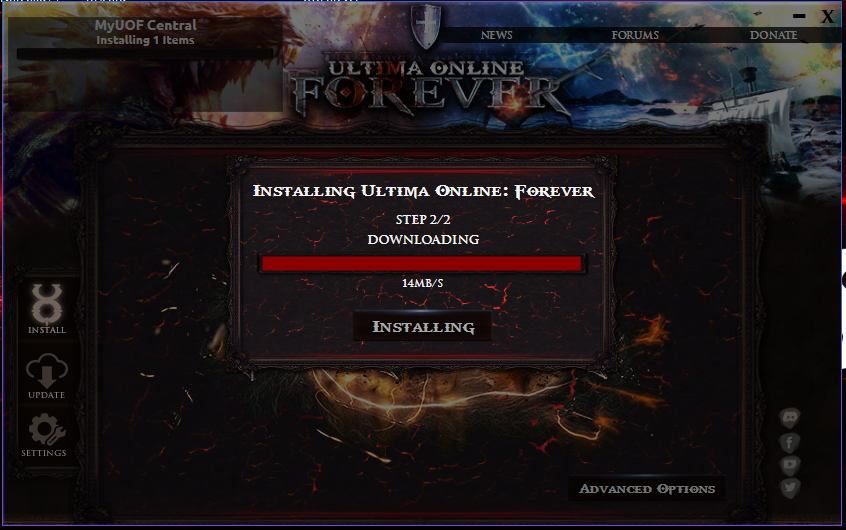 MyUOF Central
Installing 1 Items
X
NEWS
FORUMS
DONATE
ULTIMA ONLINE
FOREVER
Installing Ultima Online: Forever
STEP 2/2
DOWNLOADING
14MB/S
Installing
INSTALL
UPDATE
SETTINGS
Advanced Options